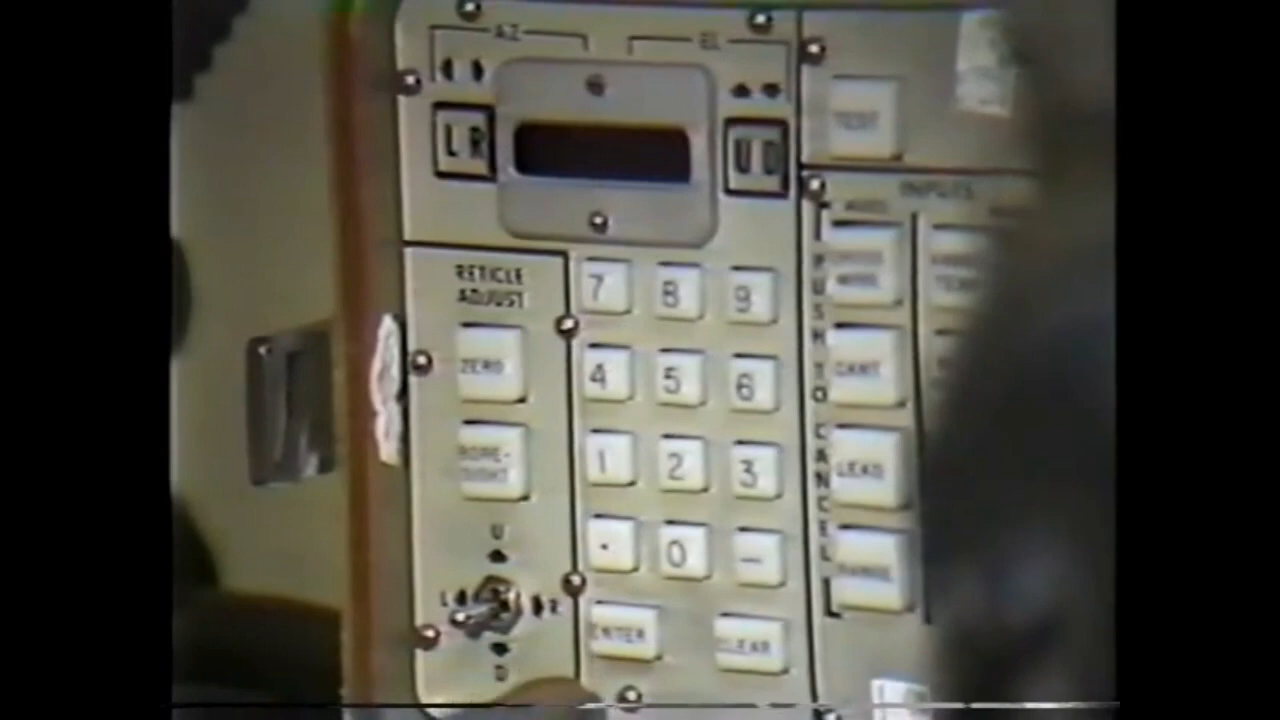 AZ
EL
L R
U D
TEST
INPUTS
RETICLE
ADJUST
ZERO
BORE-
SIGHT
U
L
R
D
7 8 9
4 5 6
1 2 3
. 0 —
ENTER
CLEAR
PUSH TO CANCEL
CANT
LEAD
RANGE